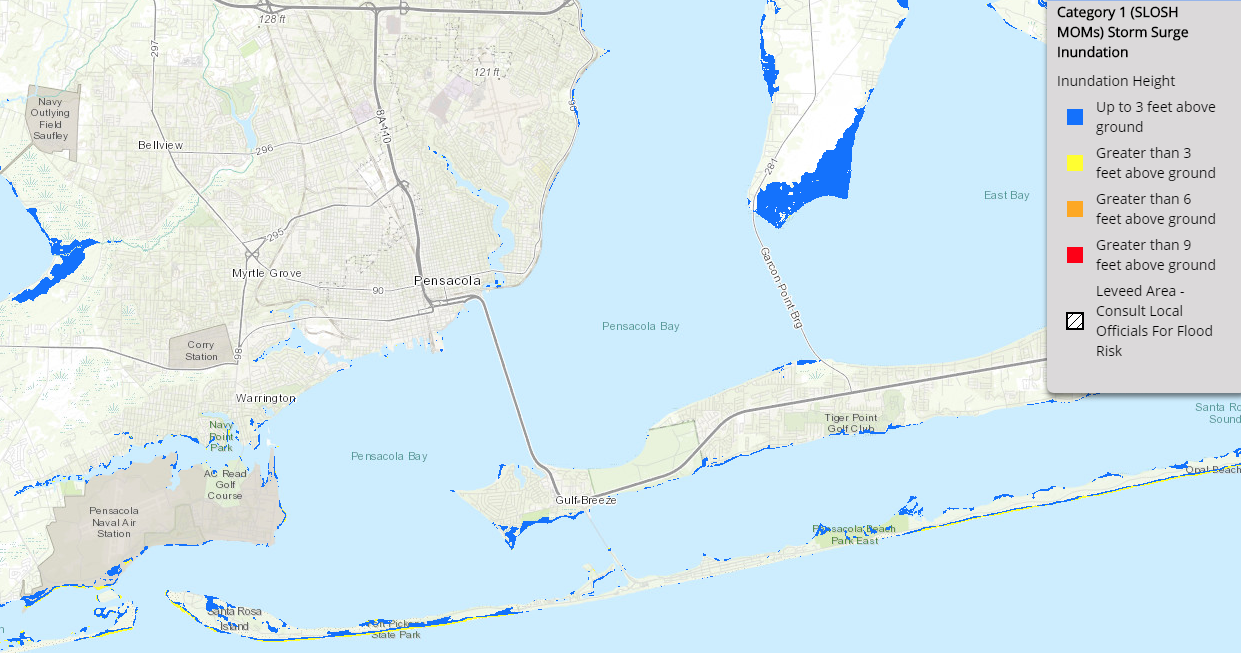 128 ft
Category 1 (SLOSH
MOMs) Storm Surge
Inundation
Inundation Height
Up to 3 feet above
ground
Greater than 3
feet above ground
Greater than 6
feet above ground
Greater than 9
feet above ground
Leveed Area -
Consult Local
Officials For Flood
Risk
297
121 ft
90
Navy
Outlying
Field
Saufley
8A-110
Bellview
296
281
East Bay
295
Myrtle Grove
Pensacola
90
Garcon Point Brg
Pensacola Bay
Corry
Station
98
Warrington
Navy
Point
Park
Tiger Point
Golf Club
Santa Ro
Sound
Pensacola Bay
AC Read
Golf
Course
Opal Beach
Gulf Breeze
Pensacola
Naval Air
Station
Pensacola Beach
Park East
Santa Rosa
Island
Fort Pickens
State Park
n